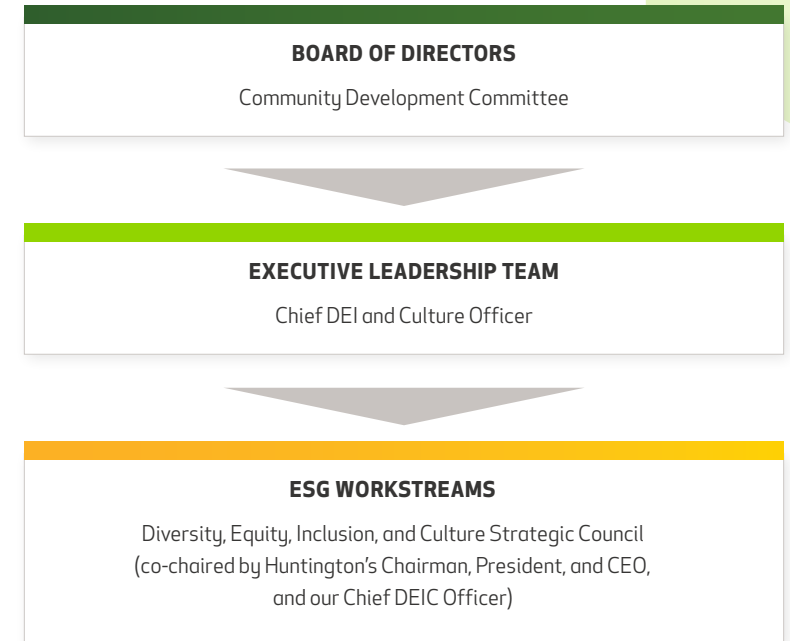 BOARD OF DIRECTORS
Community Development Committee
EXECUTIVE LEADERSHIP TEAM
Chief DEI and Culture Officer
ESG WORKSTREAMS
Diversity, Equity, Inclusion, and Culture Strategic Council
(co-chaired by Huntington’s Chairman, President, and CEO,
and our Chief DEIC Officer)